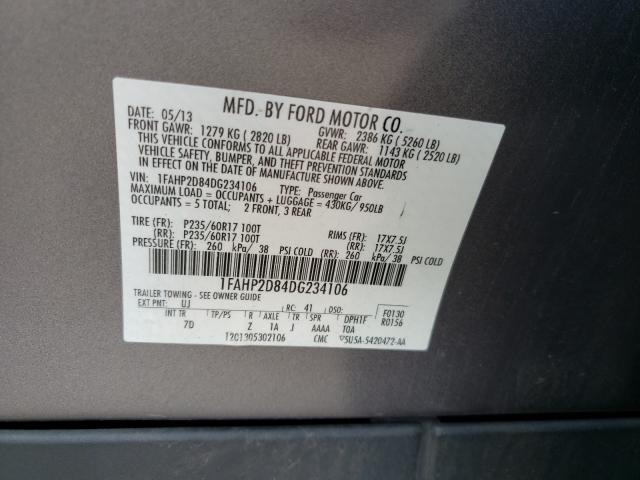 MFD. BY FORD MOTOR CO.
DATE: 05/13 GVWR: 2386 KG ( 5260 LB)
FRONT GAWR: 1279 KG ( 2820 LB) REAR GAWR: 1143 KG ( 2520 LB)
THIS VEHICLE CONFORMS TO ALL APPLICABLE FEDERAL MOTOR
VEHICLE SAFETY, BUMPER, AND THEFT PREVENTION STANDARDS
IN EFFECT ON THE DATE OF MANUFACTURE SHOWN ABOVE.
VIN: 1FAHP2D84DG234106 TYPE: Passenger Car
MAXIMUM LOAD = OCCUPANTS + LUGGAGE = 430KG/ 950LB
OCCUPANTS = 5 TOTAL; 2 FRONT, 3 REAR
TIRE (FR): P235/60R17 100T RIMS (FR): 17X7.5J
(RR): P235/60R17 100T (RR): 17X7.5J
PRESSURE (FR): 260 kPa/ 38 PSI COLD (RR): 260 kPa/ 38 PSI COLD
1FAHP2D84DG234106
TRAILER TOWING - SEE OWNER GUIDE
EXT PNT: UJ RC: 41 DSO: F0130
R0156
INT TR TP/PS R AXLE TR SPR DPH1F
7D Z 1A J AAAA T0A
T201305302106 CMC